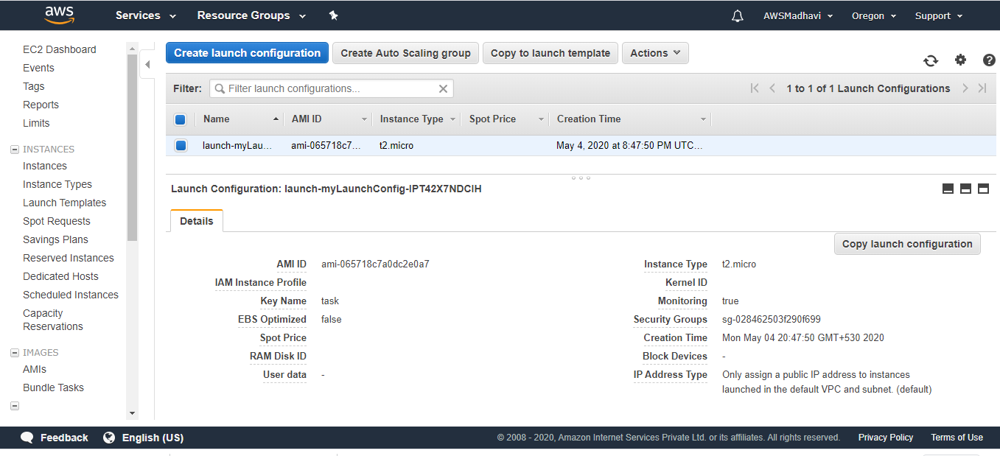 aws
Services
Resource Groups
AWSMadhavi
Oregon
Support
EC2 Dashboard
Events
Tags
Reports
Limits
INSTANCES
Instances
Instance Types
Launch Templates
Spot Requests
Savings Plans
Reserved Instances
Dedicated Hosts
Scheduled Instances
Capacity
Reservations
IMAGES
AMIs
Bundle Tasks
Create launch configuration
Create Auto Scaling group
Copy to launch template
Actions
Filter:
Filter launch configurations...
1 to 1 of 1 Launch Configurations
Name
AMI ID
Instance Type
Spot Price
Creation Time
launch-myLau…
ami-065718c7…
t2.micro
May 4, 2020 at 8:47:50 PM UTC…
Launch Configuration: launch-myLaunchConfig-IPT42X7NDCIH
Details
Copy launch configuration
AMI ID ami-065718c7a0dc2e0a7
IAM Instance Profile
Key Name task
EBS Optimized false
Spot Price
RAM Disk ID
User data -
Instance Type t2.micro
Kernel ID
Monitoring true
Security Groups sg-028462503f290f699
Creation Time Mon May 04 20:47:50 GMT+530 2020
Block Devices -
IP Address Type Only assign a public IP address to instances
launched in the default VPC and subnet. (default)
Feedback
English (US)
© 2008 - 2020, Amazon Internet Services Private Ltd. or its affiliates. All rights reserved.
Privacy Policy
Terms of Use